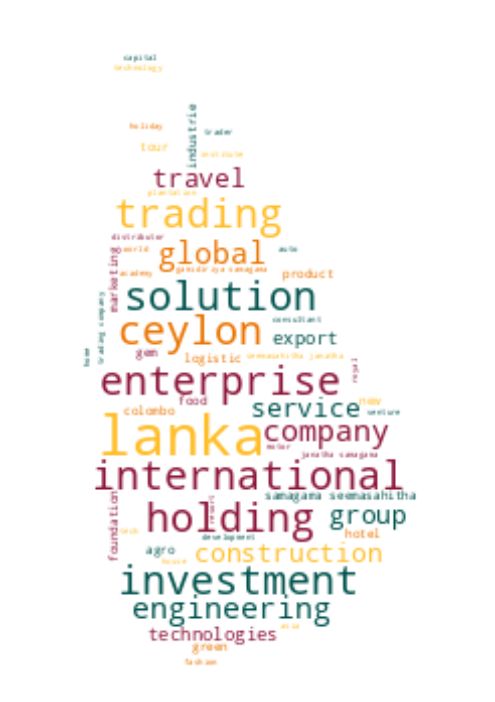 capital
technology
holiday
industrie
trader
tour
institute
travel
plantation
trading
distributor
world
global
auto
marketing
academy
gamidiriya samagama
product
solution
trading company
ceylon
consultant
export
home
gem
logistic
seemasahitha janatha
enterprise
royal
food
new
colombo
service
venture
lanka
company
motor
janatha samagama
international
samagama seemasahitha
foundation
resort
holding
group
tech
development
hotel
agro
construction
house
investment
engineering
technologies
asia
green
fashion